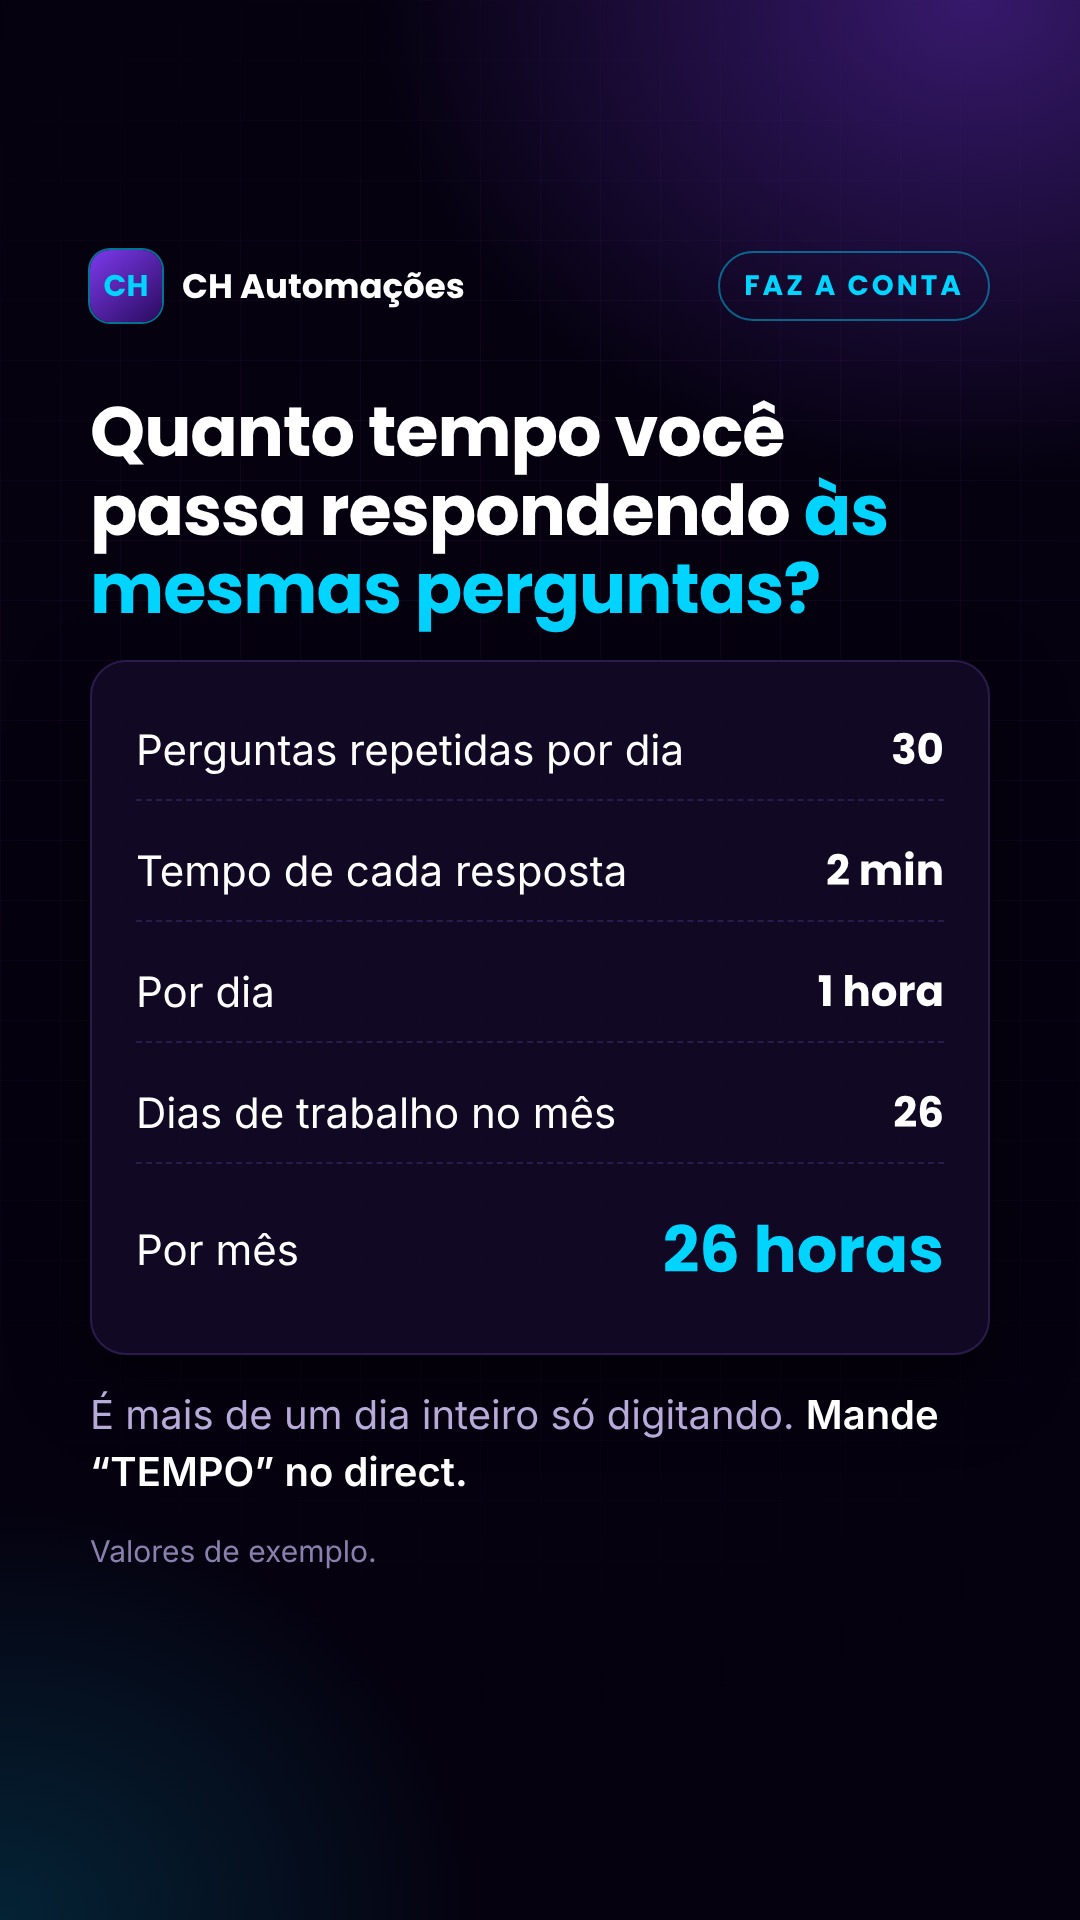 CH
CH Automações
FAZ A CONTA
Quanto tempo você
passa respondendo às
mesmas perguntas?
Perguntas repetidas por dia 30
Tempo de cada resposta 2 min
Por dia 1 hora
Dias de trabalho no mês 26
Por mês 26 horas
É mais de um dia inteiro só digitando. Mande
“TEMPO” no direct.
Valores de exemplo.